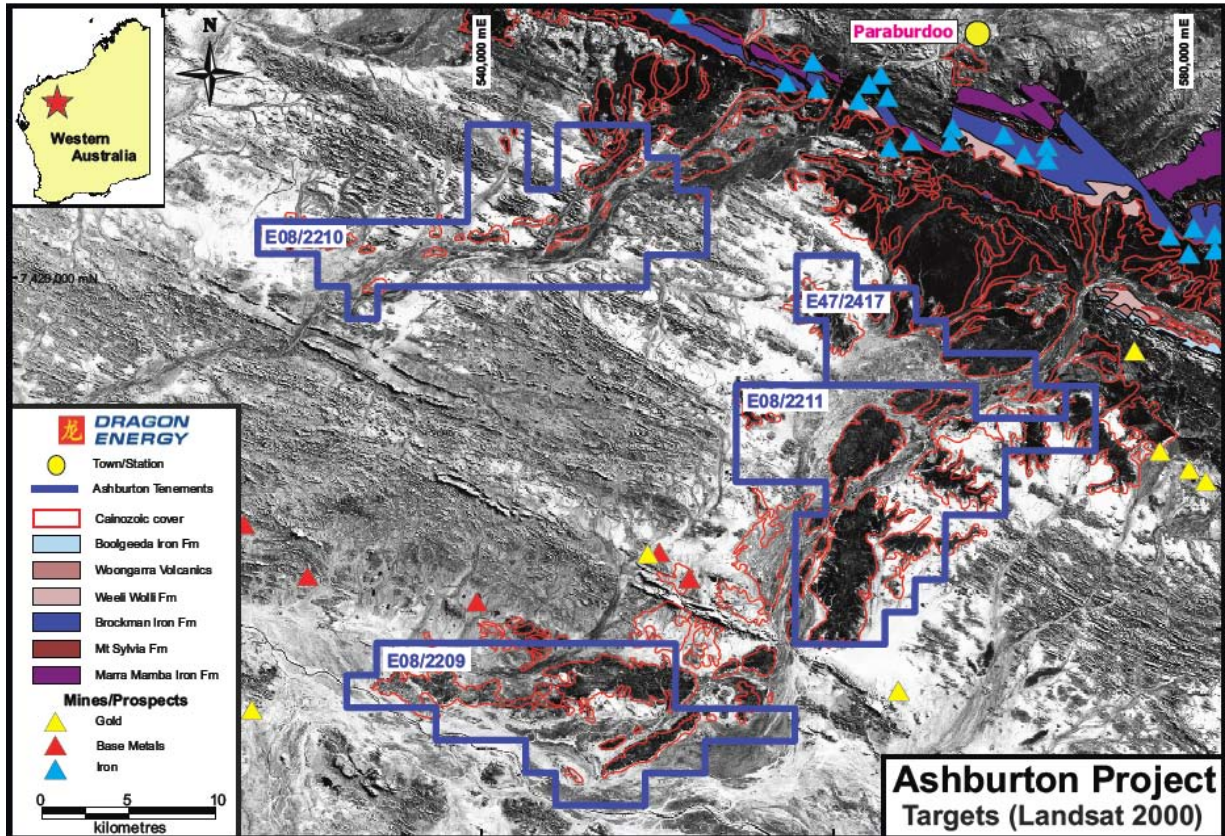 N
540,000 mE
580,000 mE
Paraburdoo
Western
Australia
E08/2210
7,420,000 mN
E47/2417
E08/2211
E08/2209
龙 DRAGON
ENERGY
Town/Station
Ashburton Tenements
Cainozoic cover
Boolgeeda Iron Fm
Woongarra Volcanics
Weeli Wolli Fm
Brockman Iron Fm
Mt Sylvia Fm
Marra Mamba Iron Fm
Mines/Prospects
Gold
Base Metals
Iron
0 5 10
kilometres
Ashburton Project
Targets (Landsat 2000)